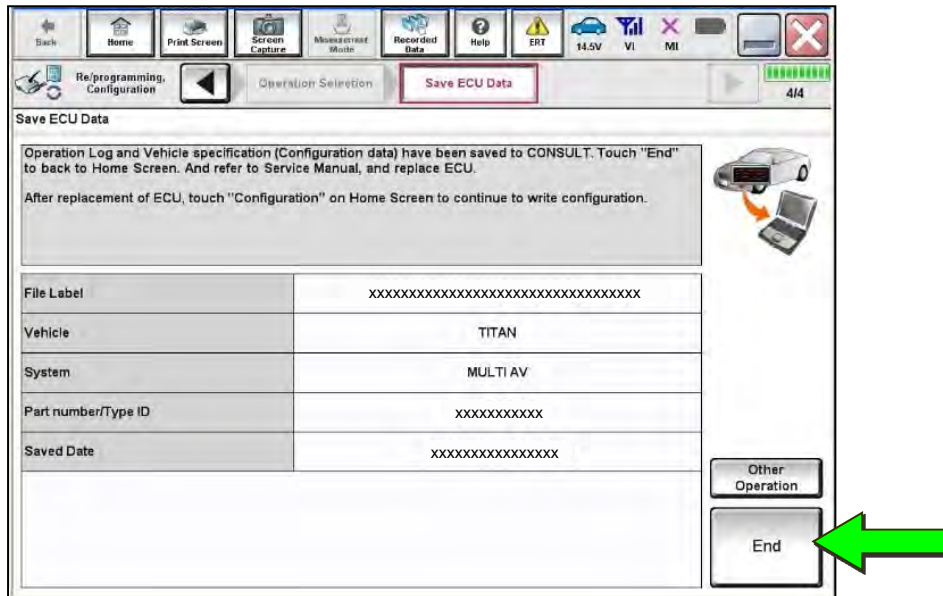 Back
Home
Print Screen
Screen
Capture
Measurement
Mode
Recorded
Data
Help
ERT
14.5V
VI
MI
Re/programming,
Configuration
Operation Selection
Save ECU Data
4/4
Save ECU Data
Operation Log and Vehicle specification (Configuration data) have been saved to CONSULT. Touch "End"
to back to Home Screen. And refer to Service Manual, and replace ECU.
After replacement of ECU, touch "Configuration" on Home Screen to continue to write configuration.
File Label xxxxxxxxxxxxxxxxxxxxxxxxxxxxxxxxxx
Vehicle TITAN
System MULTI AV
Part number/Type ID xxxxxxxxxxx
Saved Date xxxxxxxxxxxxxxxx
Other
Operation
End